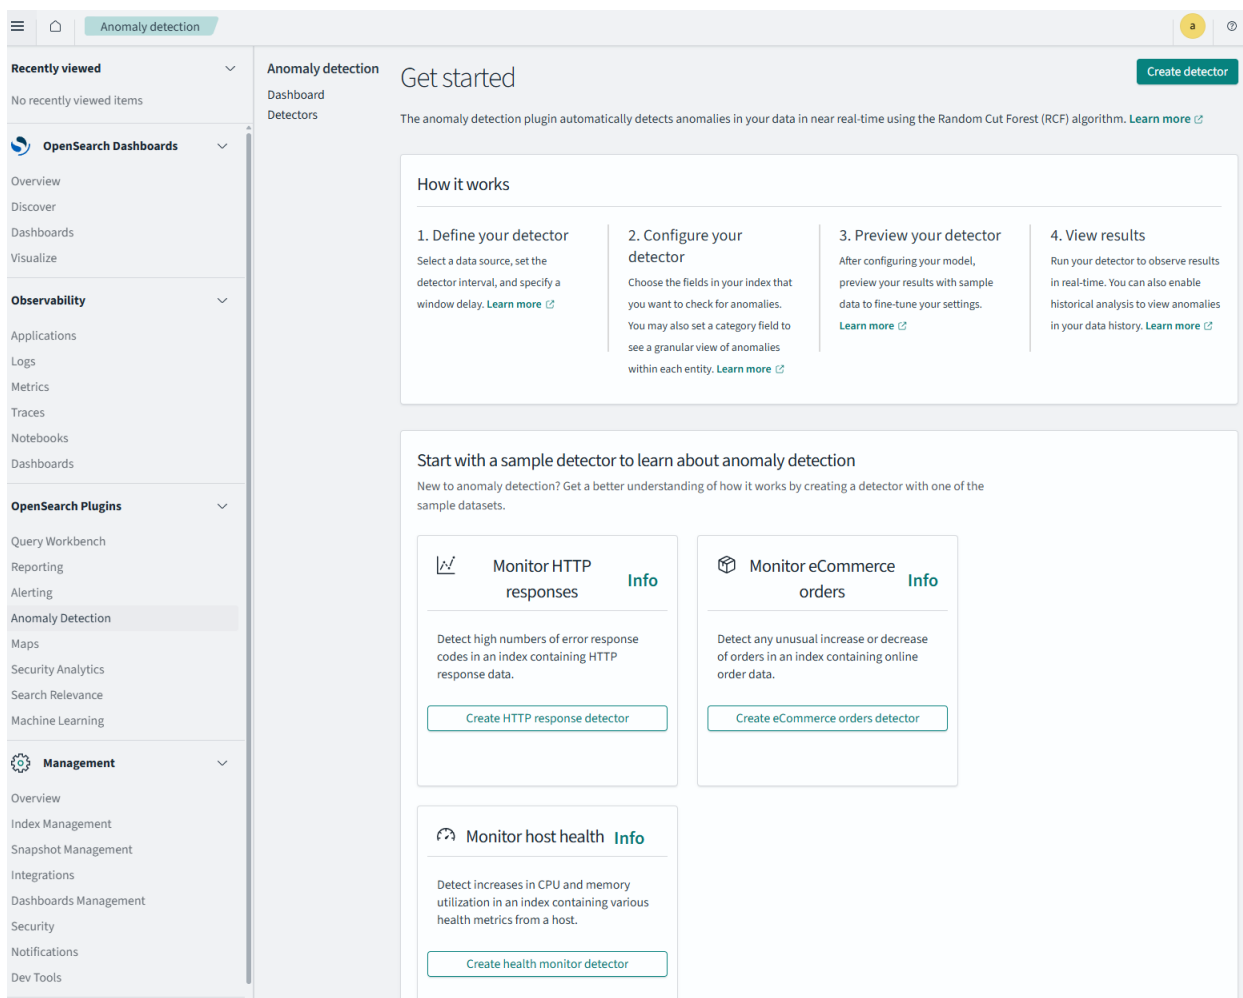 Anomaly detection
a
Recently viewed
No recently viewed items
OpenSearch Dashboards
Overview
Discover
Dashboards
Visualize
Observability
Applications
Logs
Metrics
Traces
Notebooks
Dashboards
OpenSearch Plugins
Query Workbench
Reporting
Alerting
Anomaly Detection
Maps
Security Analytics
Search Relevance
Machine Learning
Management
Overview
Index Management
Snapshot Management
Integrations
Dashboards Management
Security
Notifications
Dev Tools
Anomaly detection
Dashboard
Detectors
Get started
Create detector
The anomaly detection plugin automatically detects anomalies in your data in near real-time using the Random Cut Forest (RCF) algorithm. Learn more
How it works
1. Define your detector
Select a data source, set the
detector interval, and specify a
window delay. Learn more
2. Configure your
detector
Choose the fields in your index that
you want to check for anomalies.
You may also set a category field to
see a granular view of anomalies
within each entity. Learn more
3. Preview your detector
After configuring your model,
preview your results with sample
data to fine-tune your settings.
Learn more
4. View results
Run your detector to observe results
in real-time. You can also enable
historical analysis to view anomalies
in your data history. Learn more
Start with a sample detector to learn about anomaly detection
New to anomaly detection? Get a better understanding of how it works by creating a detector with one of the
sample datasets.
Monitor HTTP
responses
Info
Detect high numbers of error response
codes in an index containing HTTP
response data.
Create HTTP response detector
Monitor eCommerce
orders
Info
Detect any unusual increase or decrease
of orders in an index containing online
order data.
Create eCommerce orders detector
Monitor host health Info
Detect increases in CPU and memory
utilization in an index containing various
health metrics from a host.
Create health monitor detector